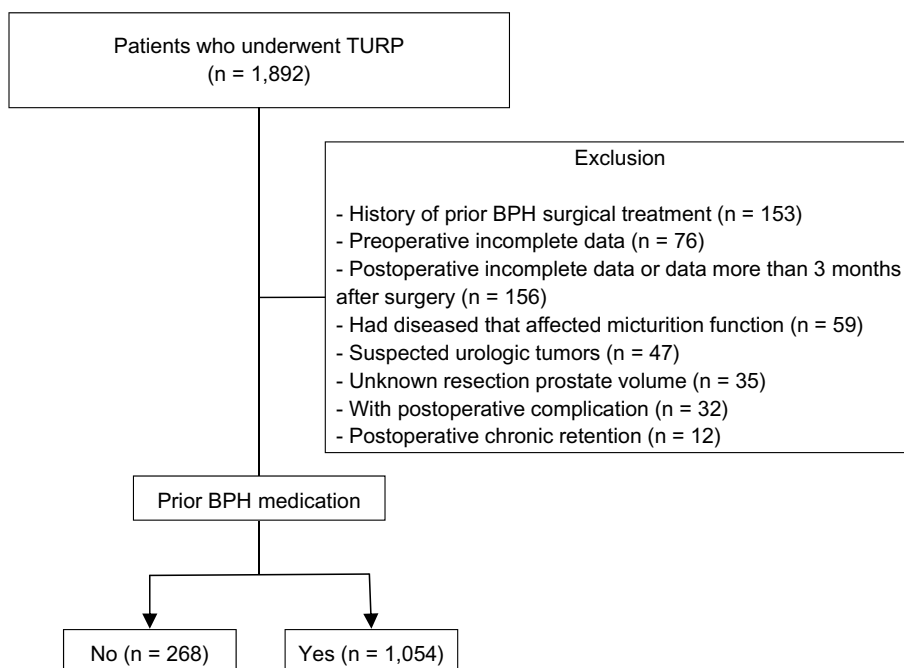 Patients who underwent TURP
(n = 1,892)
Exclusion
- History of prior BPH surgical treatment (n = 153)
- Preoperative incomplete data (n = 76)
- Postoperative incomplete data or data more than 3 months
after surgery (n = 156)
- Had diseased that affected micturition function (n = 59)
- Suspected urologic tumors (n = 47)
- Unknown resection prostate volume (n = 35)
- With postoperative complication (n = 32)
- Postoperative chronic retention (n = 12)
Prior BPH medication
No (n = 268)
Yes (n = 1,054)